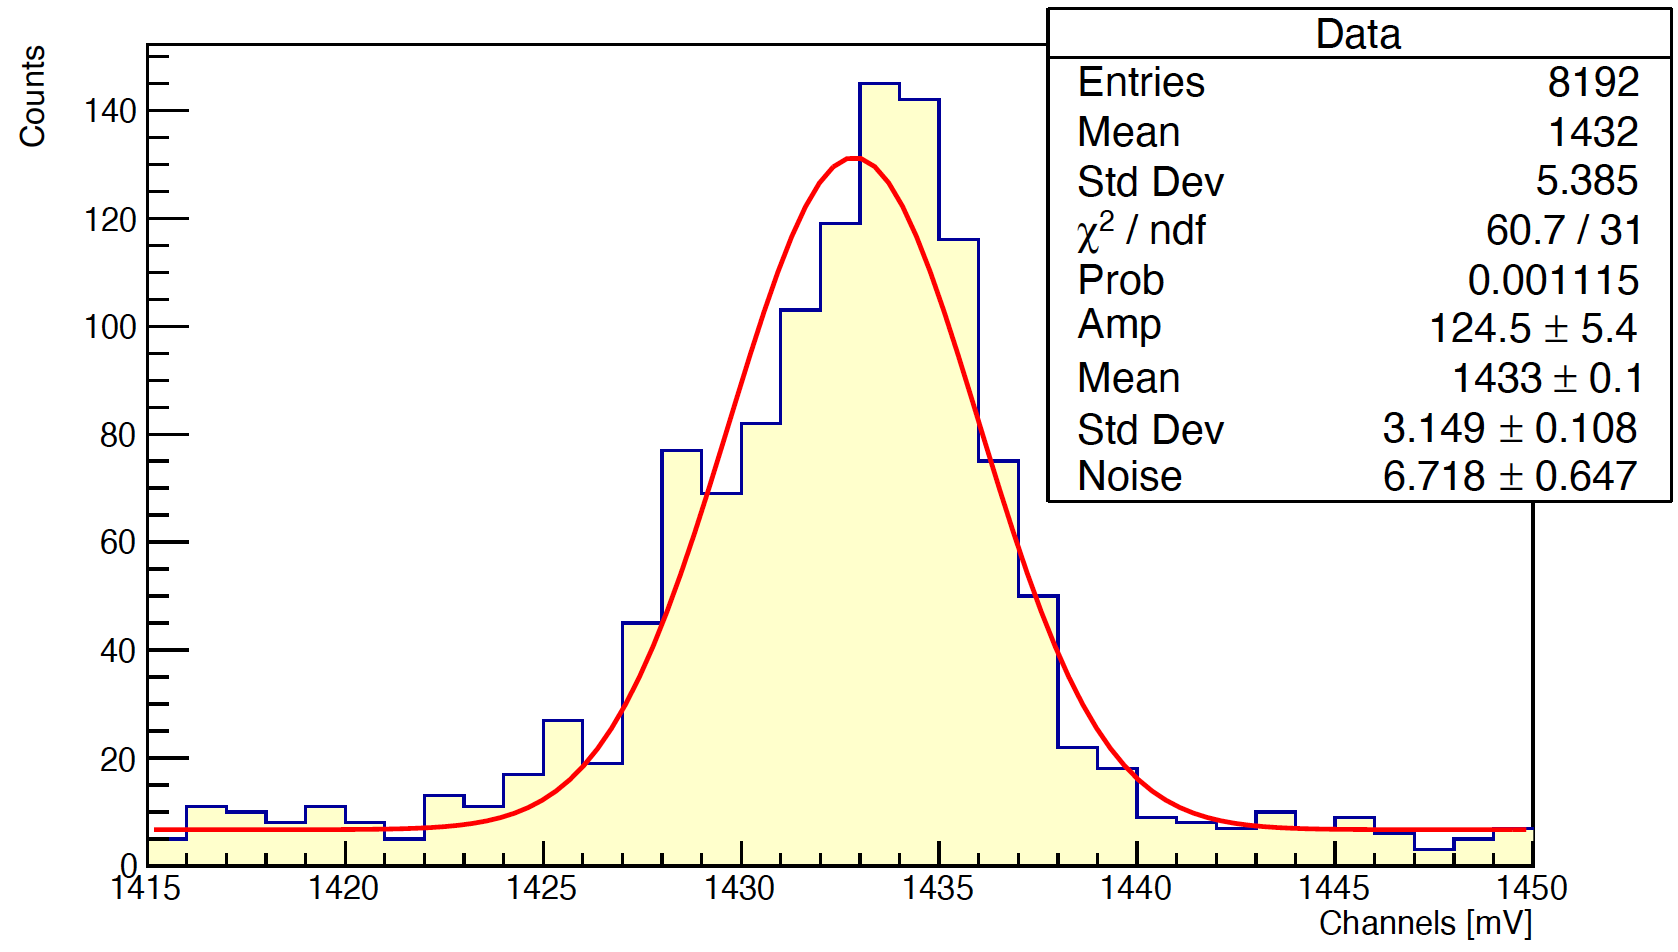 Counts
140
120
100
80
60
40
20
0
1415 1420 1425 1430 1435 1440 1445 1450
Channels [mV]
Data
Entries 8192
Mean 1432
Std Dev 5.385
χ² / ndf 60.7 / 31
Prob 0.001115
Amp 124.5 ± 5.4
Mean 1433 ± 0.1
Std Dev 3.149 ± 0.108
Noise 6.718 ± 0.647